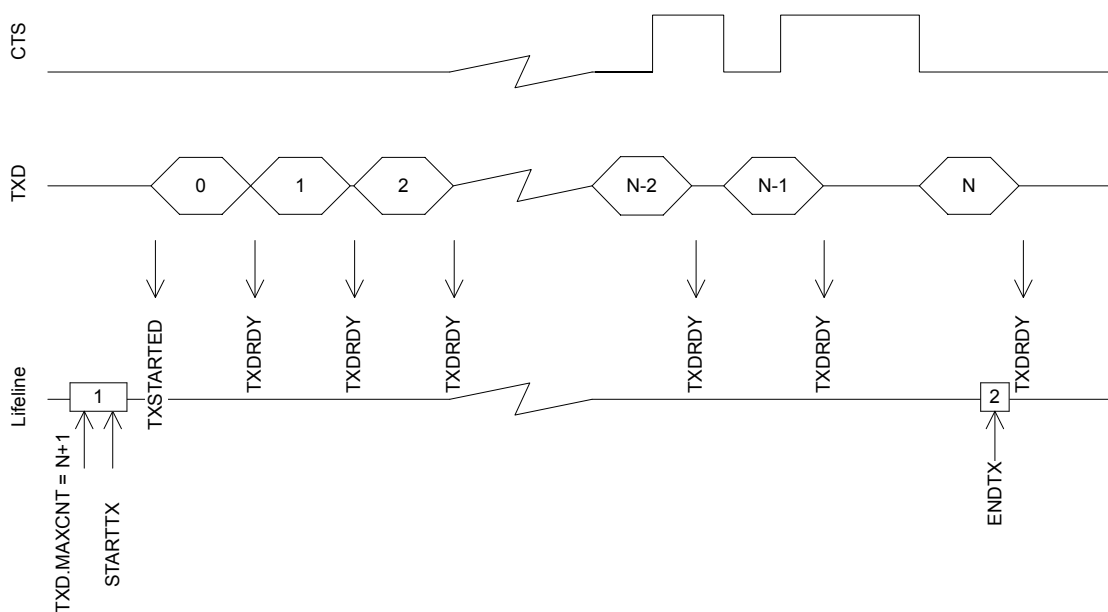 CTS
TXD
0
1
2
N-2
N-1
N
TXSTARTED
TXDRDY
TXDRDY
TXDRDY
TXDRDY
TXDRDY
TXDRDY
Lifeline
1
2
TXD.MAXCNT = N+1
STARTTX
ENDTX